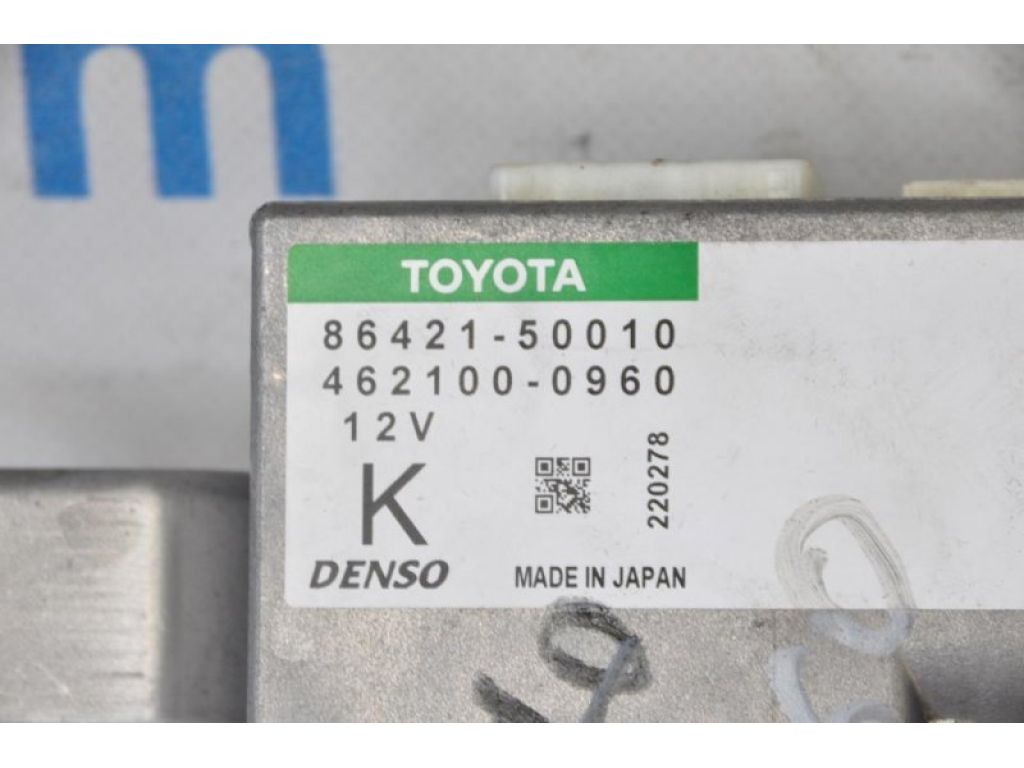 m
TOYOTA
86421-50010
462100-0960
12V
K
220278
DENSO
MADE IN JAPAN